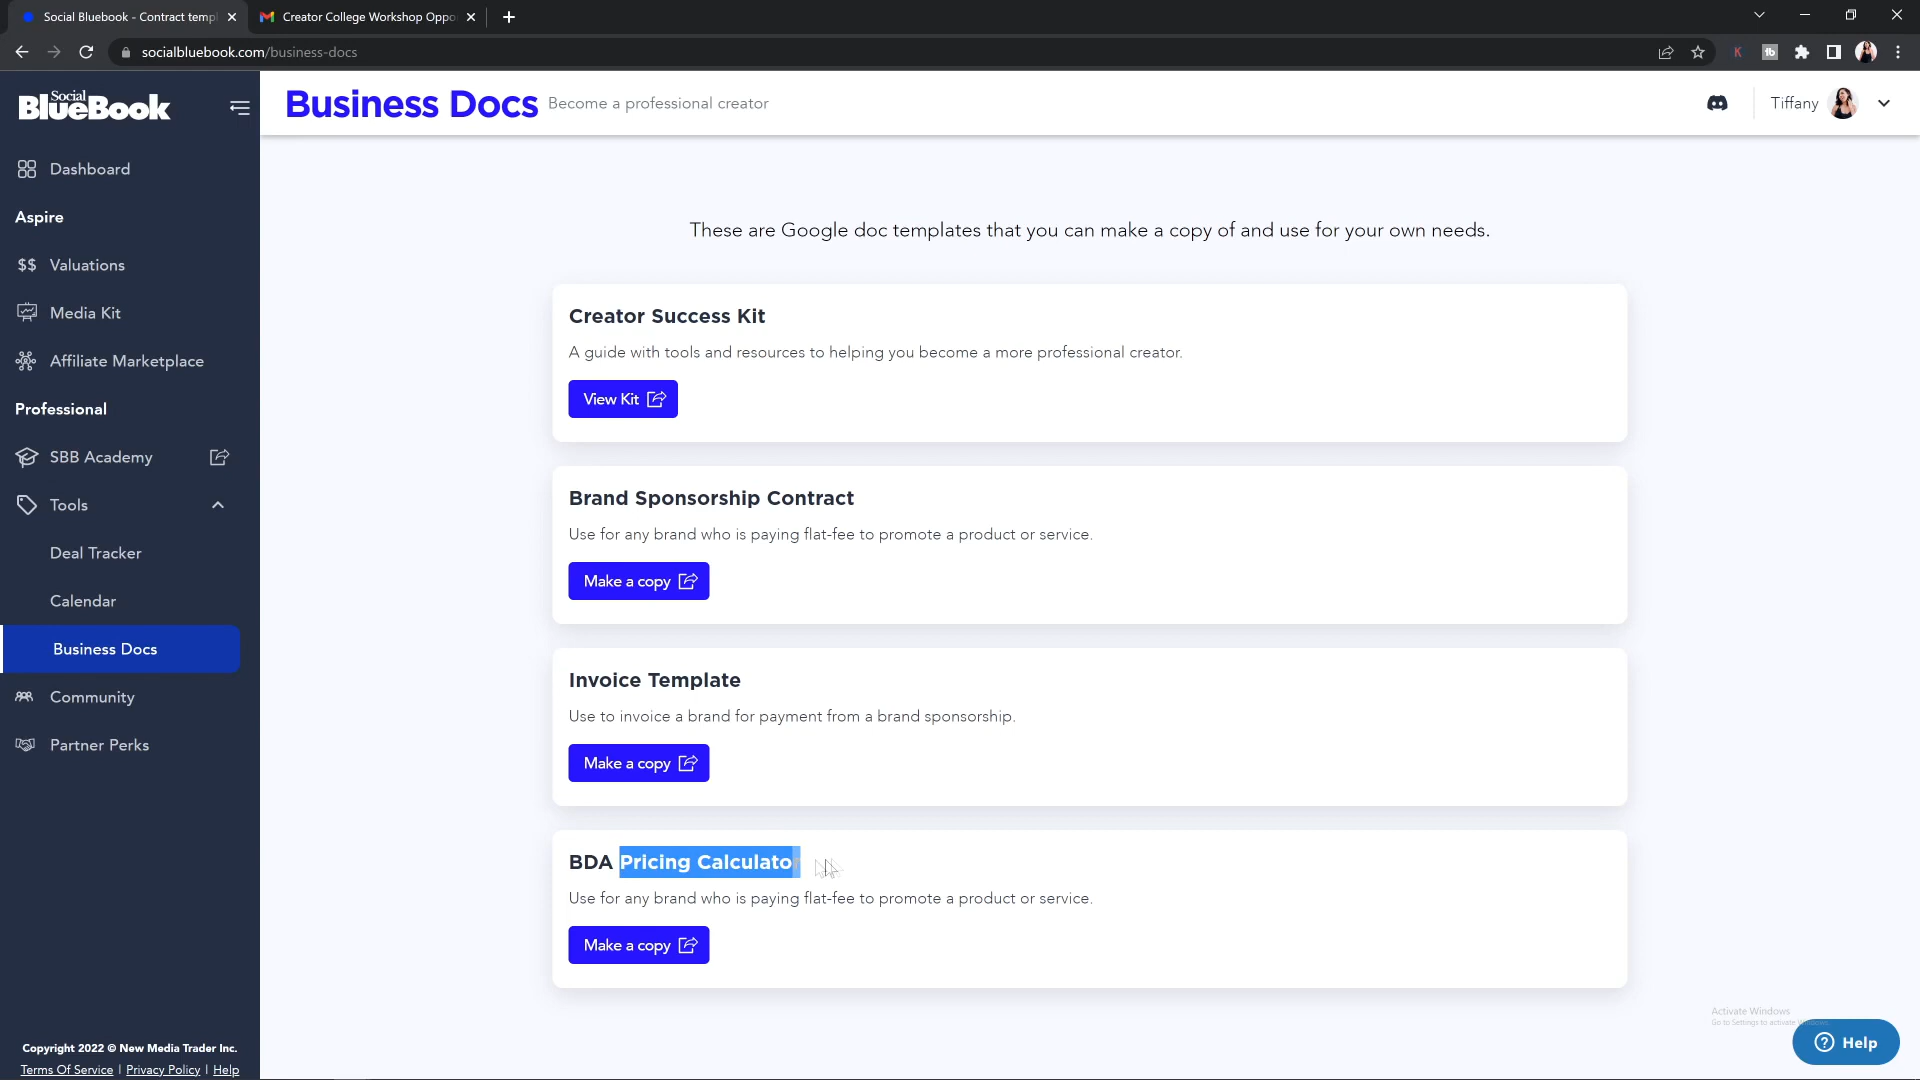 Social Bluebook - Contract templ
Creator College Workshop Oppo
socialbluebook.com/business-docs
Social
BlueBook
Business Docs
Become a professional creator
Tiffany
Dashboard
Aspire
$$ Valuations
Media Kit
Affiliate Marketplace
Professional
SBB Academy
Tools
Deal Tracker
Calendar
Business Docs
Community
Partner Perks
Copyright 2022 © New Media Trader Inc.
Terms Of Service | Privacy Policy | Help
These are Google doc templates that you can make a copy of and use for your own needs.
Creator Success Kit
A guide with tools and resources to helping you become a more professional creator.
View Kit
Brand Sponsorship Contract
Use for any brand who is paying flat-fee to promote a product or service.
Make a copy
Invoice Template
Use to invoice a brand for payment from a brand sponsorship.
Make a copy
BDA Pricing Calculator
Use for any brand who is paying flat-fee to promote a product or service.
Make a copy
Activate Windows
Go to Settings to activate Windows.
Help